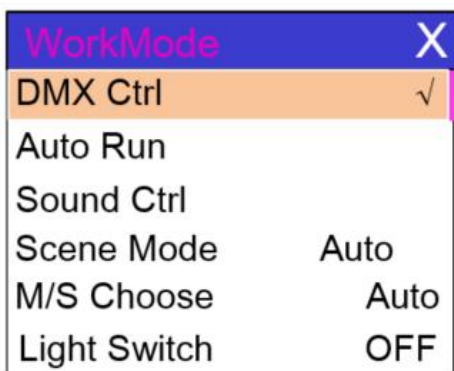 WorkMode X
DMX Ctrl √
Auto Run
Sound Ctrl
Scene Mode Auto
M/S Choose Auto
Light Switch OFF